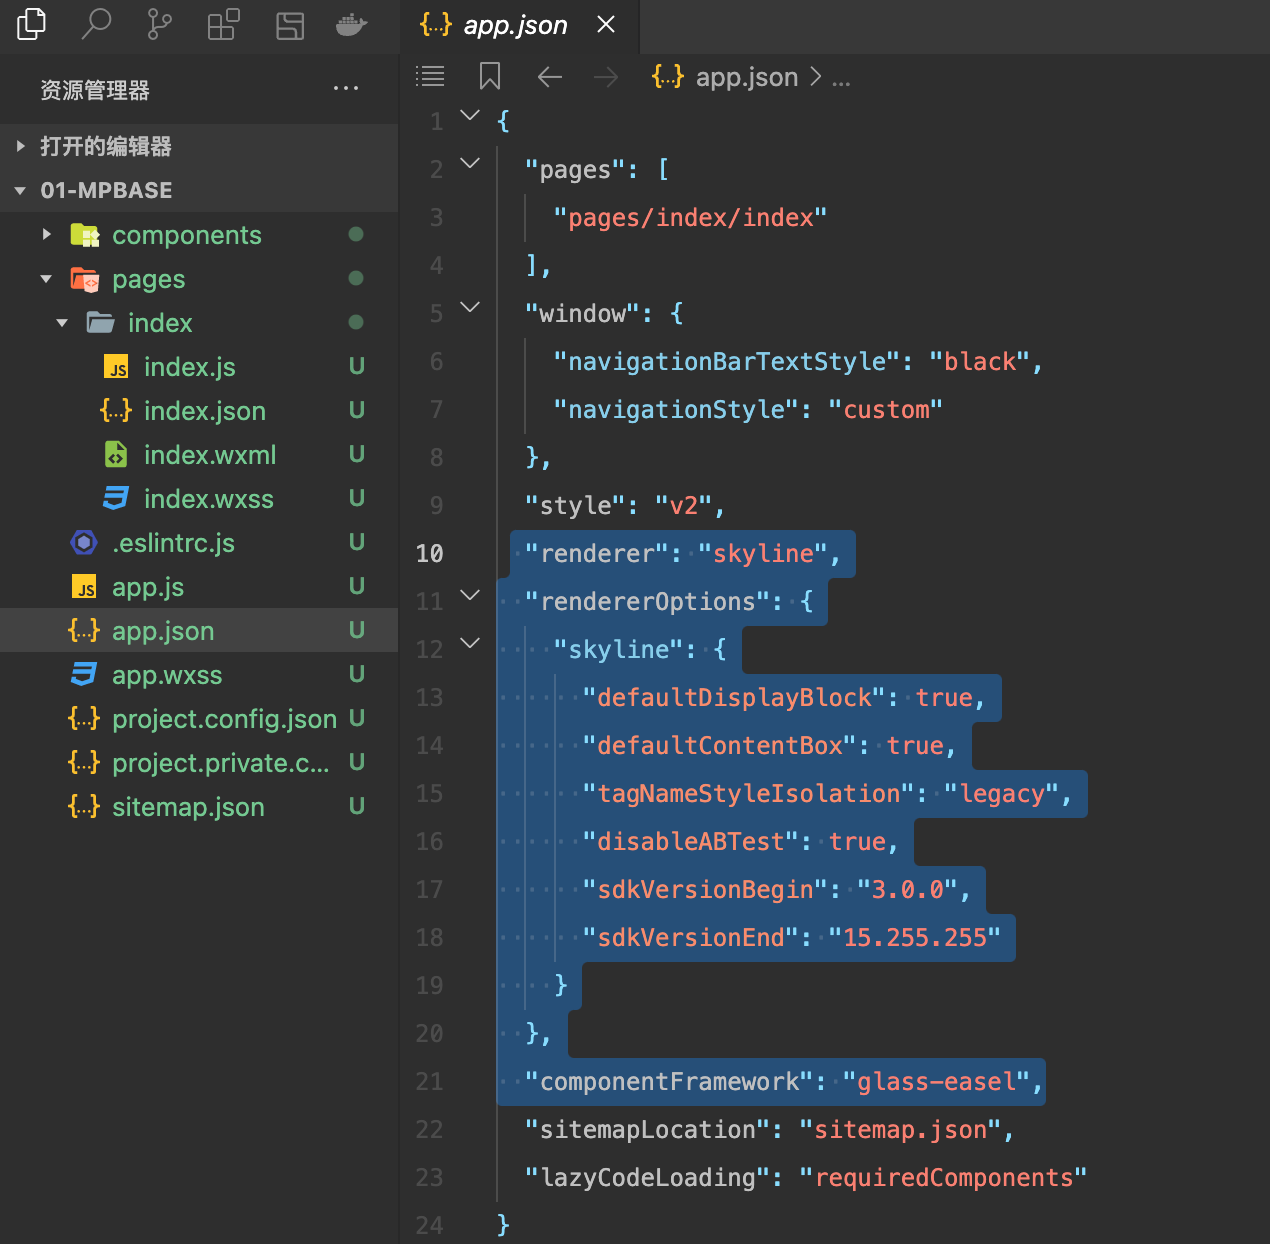 资源管理器
打开的编辑器
01-MPBASE
components
pages
index
index.js U
index.json U
index.wxml U
index.wxss U
.eslintrc.js U
app.js U
app.json U
app.wxss U
project.config.json U
project.private.c... U
sitemap.json U
{...} app.json
{...} app.json > ...
1 {
2 "pages": [
3 "pages/index/index"
4 ],
5 "window": {
6 "navigationBarTextStyle": "black",
7 "navigationStyle": "custom"
8 },
9 "style": "v2",
10 "renderer": "skyline",
11 "rendererOptions": {
12 "skyline": {
13 "defaultDisplayBlock": true,
14 "defaultContentBox": true,
15 "tagNameStyleIsolation": "legacy",
16 "disableABTest": true,
17 "sdkVersionBegin": "3.0.0",
18 "sdkVersionEnd": "15.255.255"
19 }
20 },
21 "componentFramework": "glass-easel",
22 "sitemapLocation": "sitemap.json",
23 "lazyCodeLoading": "requiredComponents"
24 }